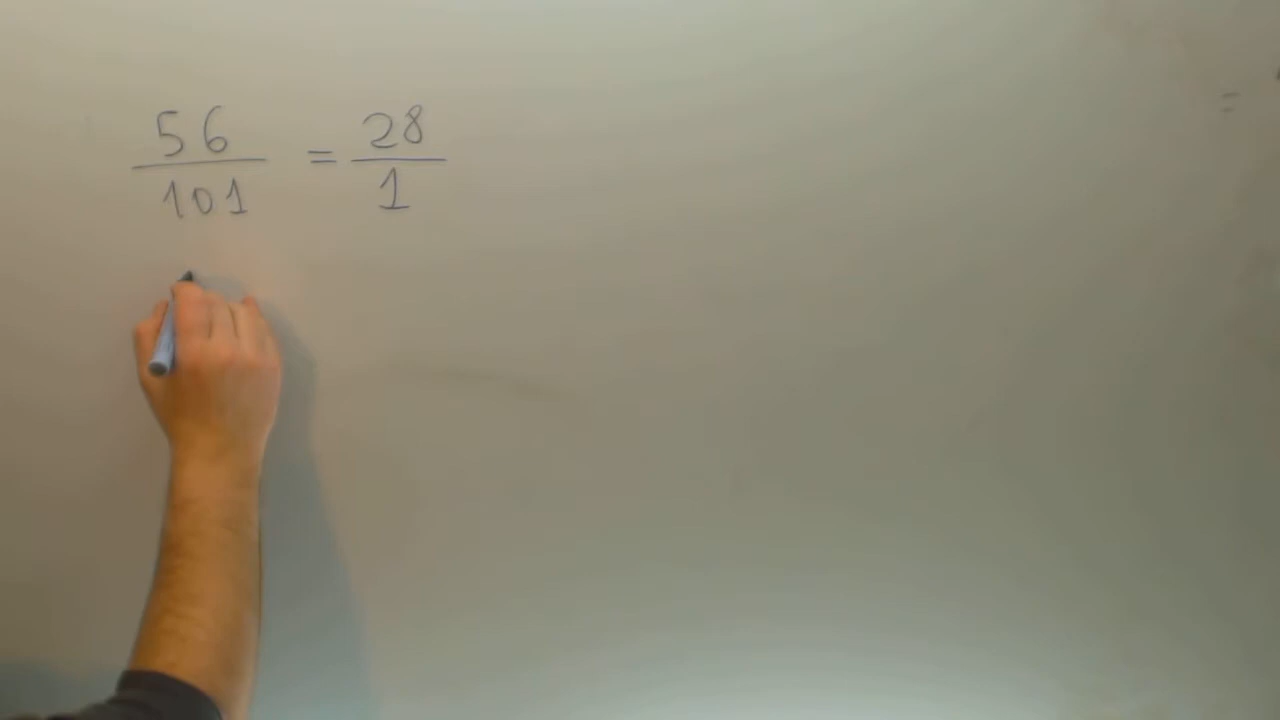 56/101 = 28/1
=